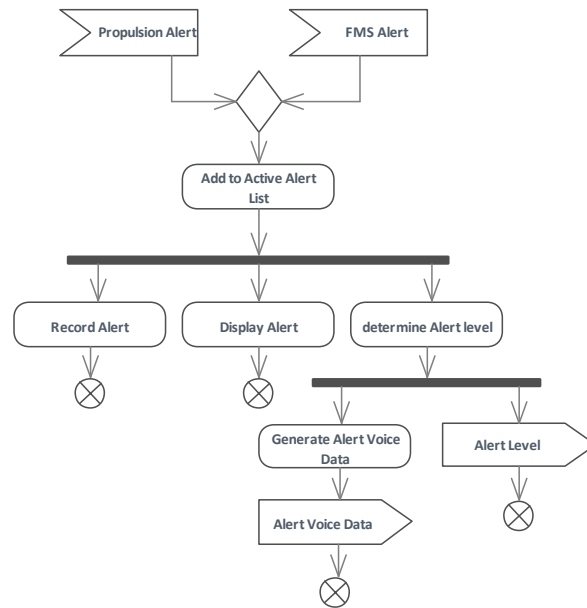 Propulsion Alert
FMS Alert
Add to Active Alert
List
Record Alert
Display Alert
determine Alert level
Generate Alert Voice
Data
Alert Level
Alert Voice Data